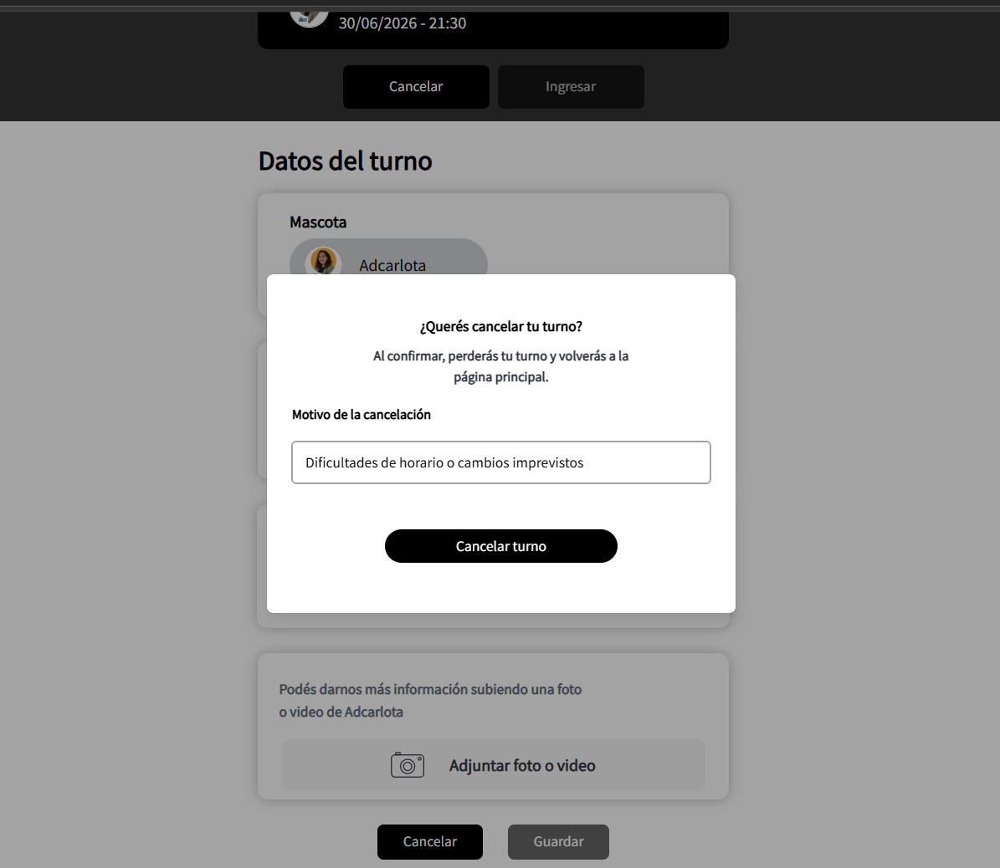 30/06/2026 - 21:30
Cancelar
Ingresar
Datos del turno
Mascota
Adcarlota
¿Querés cancelar tu turno?
Al confirmar, perderás tu turno y volverás a la
página principal.
Motivo de la cancelación
Dificultades de horario o cambios imprevistos
Cancelar turno
Podés darnos más información subiendo una foto
o video de Adcarlota
Adjuntar foto o video
Cancelar
Guardar